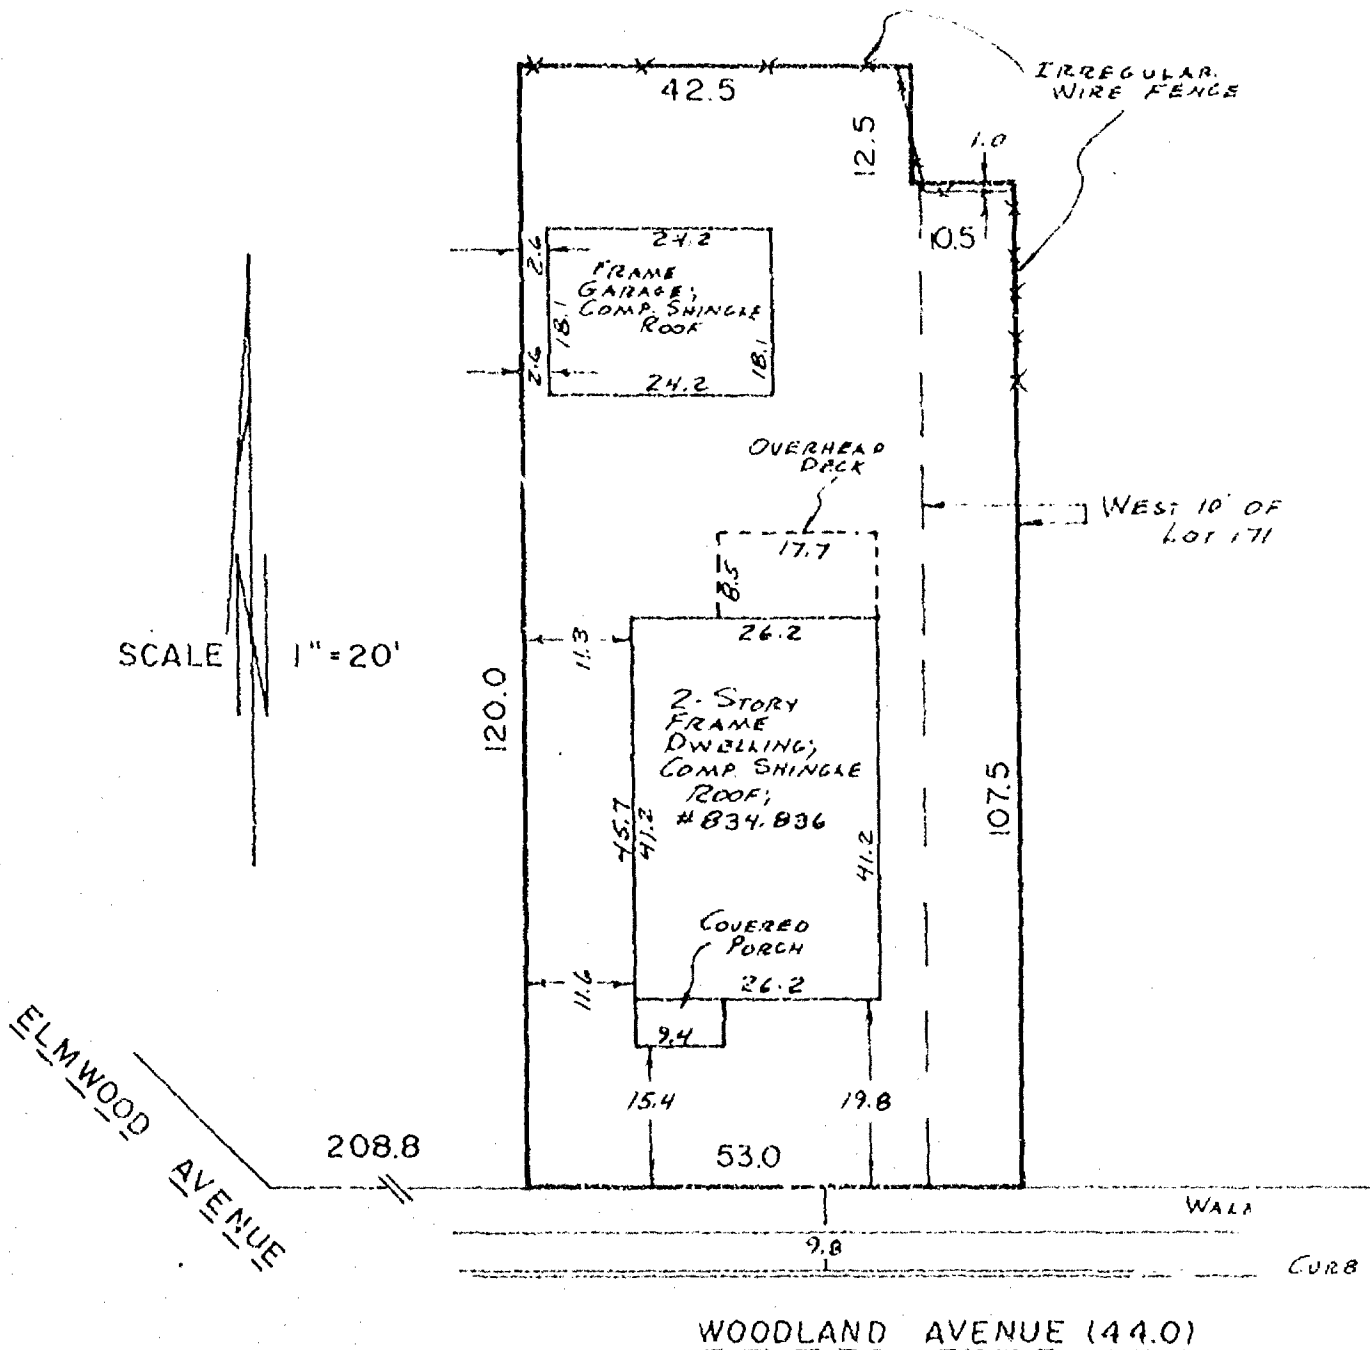 IRREGULAR
WIRE FENCE
42.5
12.5
1.0
10.5
24.2
2.6
FRAME
GARAGE;
COMP. SHINGLE
ROOF
18.1
18.1
2.6
24.2
OVERHEAD
DECK
WEST 10' OF
LOT 171
17.7
8.5
26.2
11.3
SCALE 1"=20'
120.0
2-STORY
FRAME
DWELLING;
COMP. SHINGLE
ROOF;
#834.836
45.7
41.2
41.2
107.5
COVERED
PORCH
11.6
26.2
9.4
15.4
19.8
ELMWOOD AVENUE
208.8
53.0
WALK
9.8
CURB
WOODLAND AVENUE (44.0)